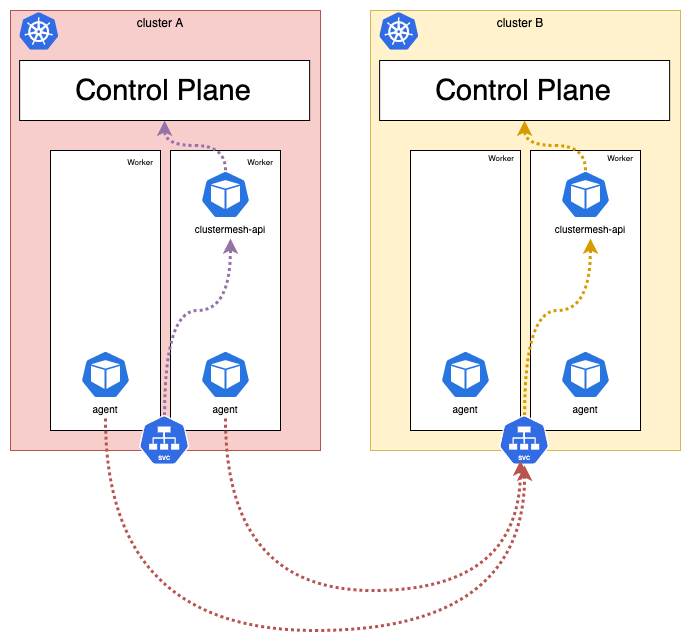 cluster A
Control Plane
Worker
Worker
clustermesh-api
agent
agent
svc
cluster B
Control Plane
Worker
Worker
clustermesh-api
agent
agent
svc